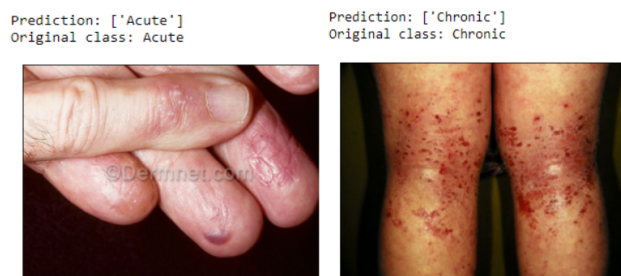 Prediction: ['Acute']
Original class: Acute
Prediction: ['Chronic']
Original class: Chronic
©Dermnet.com